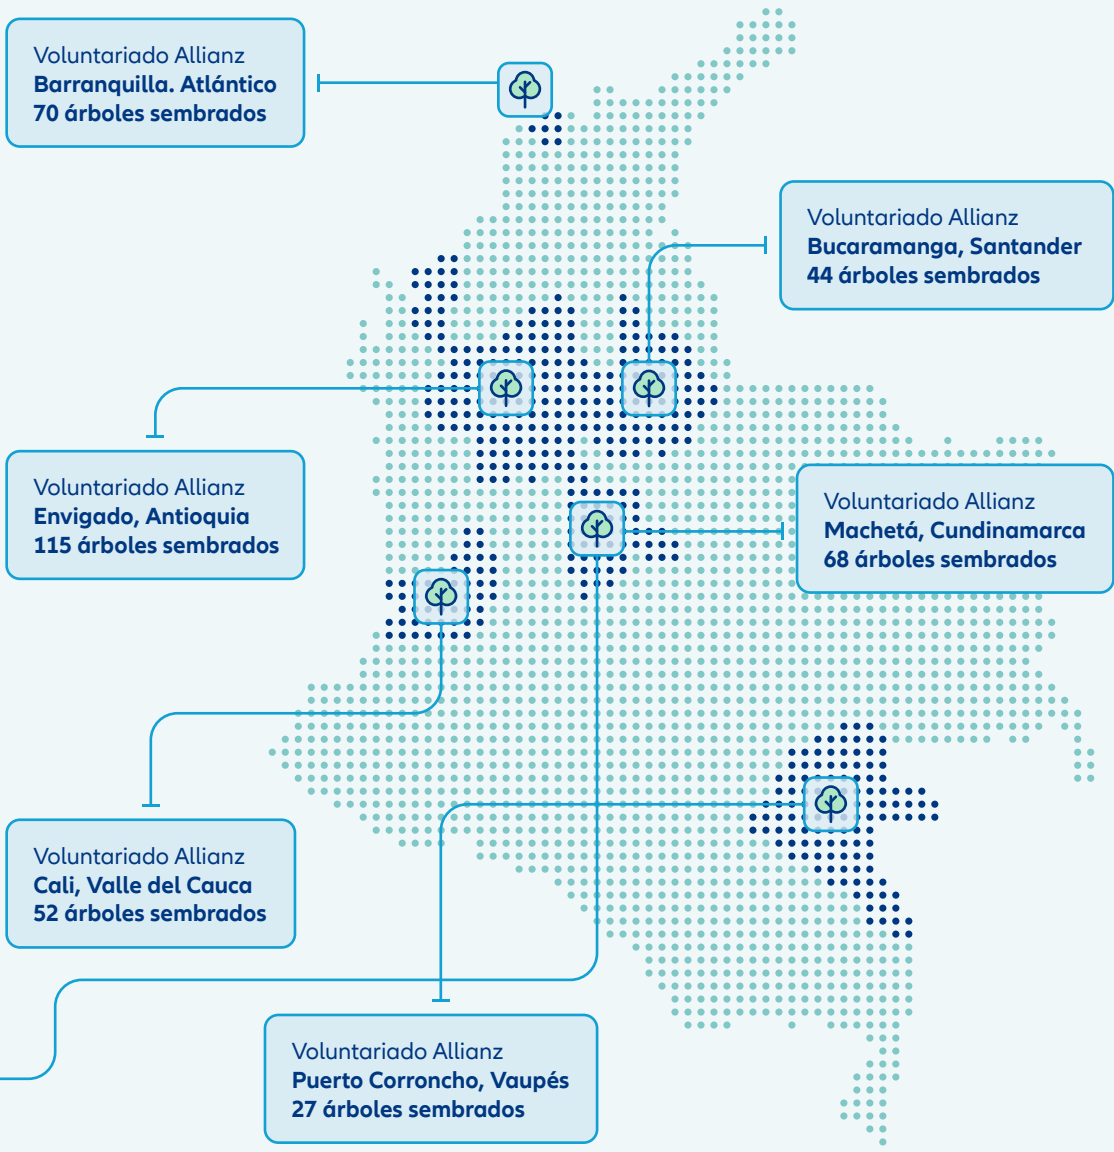 Voluntariado Allianz
Barranquilla. Atlántico
70 árboles sembrados
Voluntariado Allianz
Bucaramanga, Santander
44 árboles sembrados
Voluntariado Allianz
Envigado, Antioquia
115 árboles sembrados
Voluntariado Allianz
Machetá, Cundinamarca
68 árboles sembrados
Voluntariado Allianz
Cali, Valle del Cauca
52 árboles sembrados
Voluntariado Allianz
Puerto Corroncho, Vaupés
27 árboles sembrados